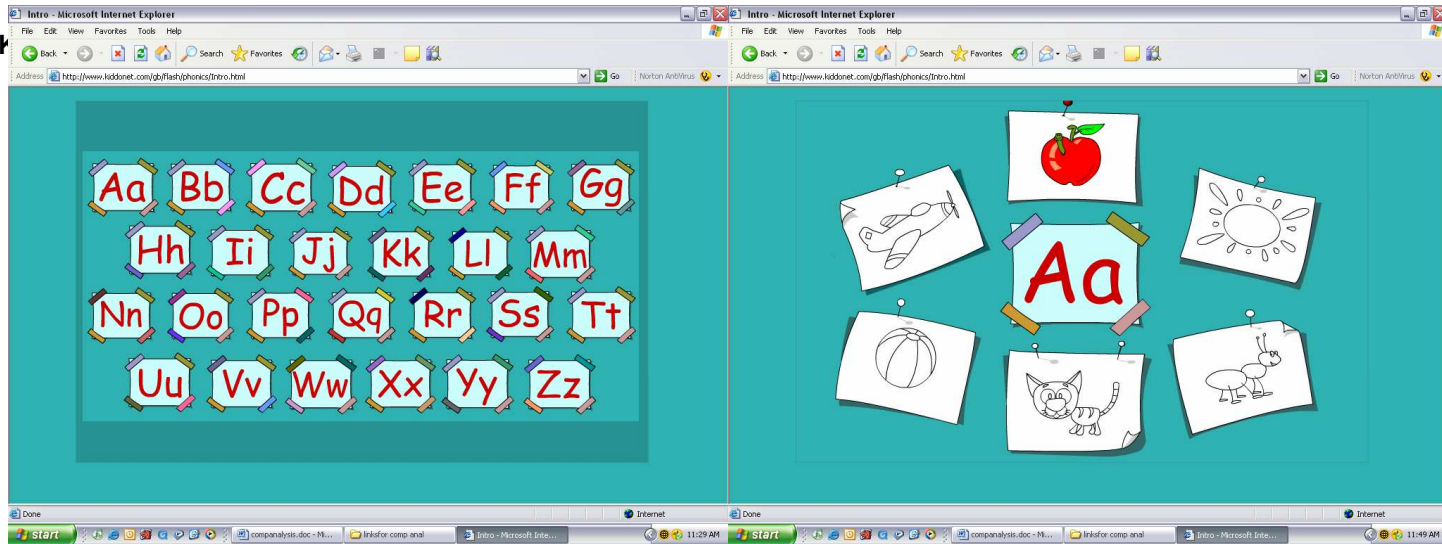 Intro - Microsoft Internet Explorer
File Edit View Favorites Tools Help
Back Search Favorites
Address http://www.kiddonet.com/gb/flash/phonics/Intro.html Go Norton AntiVirus
Aa Bb Cc Dd Ee Ff Gg
Hh Ii Jj Kk Ll Mm
Nn Oo Pp Qq Rr Ss Tt
Uu Vv Ww Xx Yy Zz
Done Internet
start companalysis.doc - Mi... linksfor comp anal Intro - Microsoft Inte... 11:29 AM
Intro - Microsoft Internet Explorer
File Edit View Favorites Tools Help
Back Search Favorites
Address http://www.kiddonet.com/gb/flash/phonics/Intro.html Go Norton AntiVirus
Aa
Done Internet
start companalysis.doc - Mi... linksfor comp anal Intro - Microsoft Inte... 11:49 AM